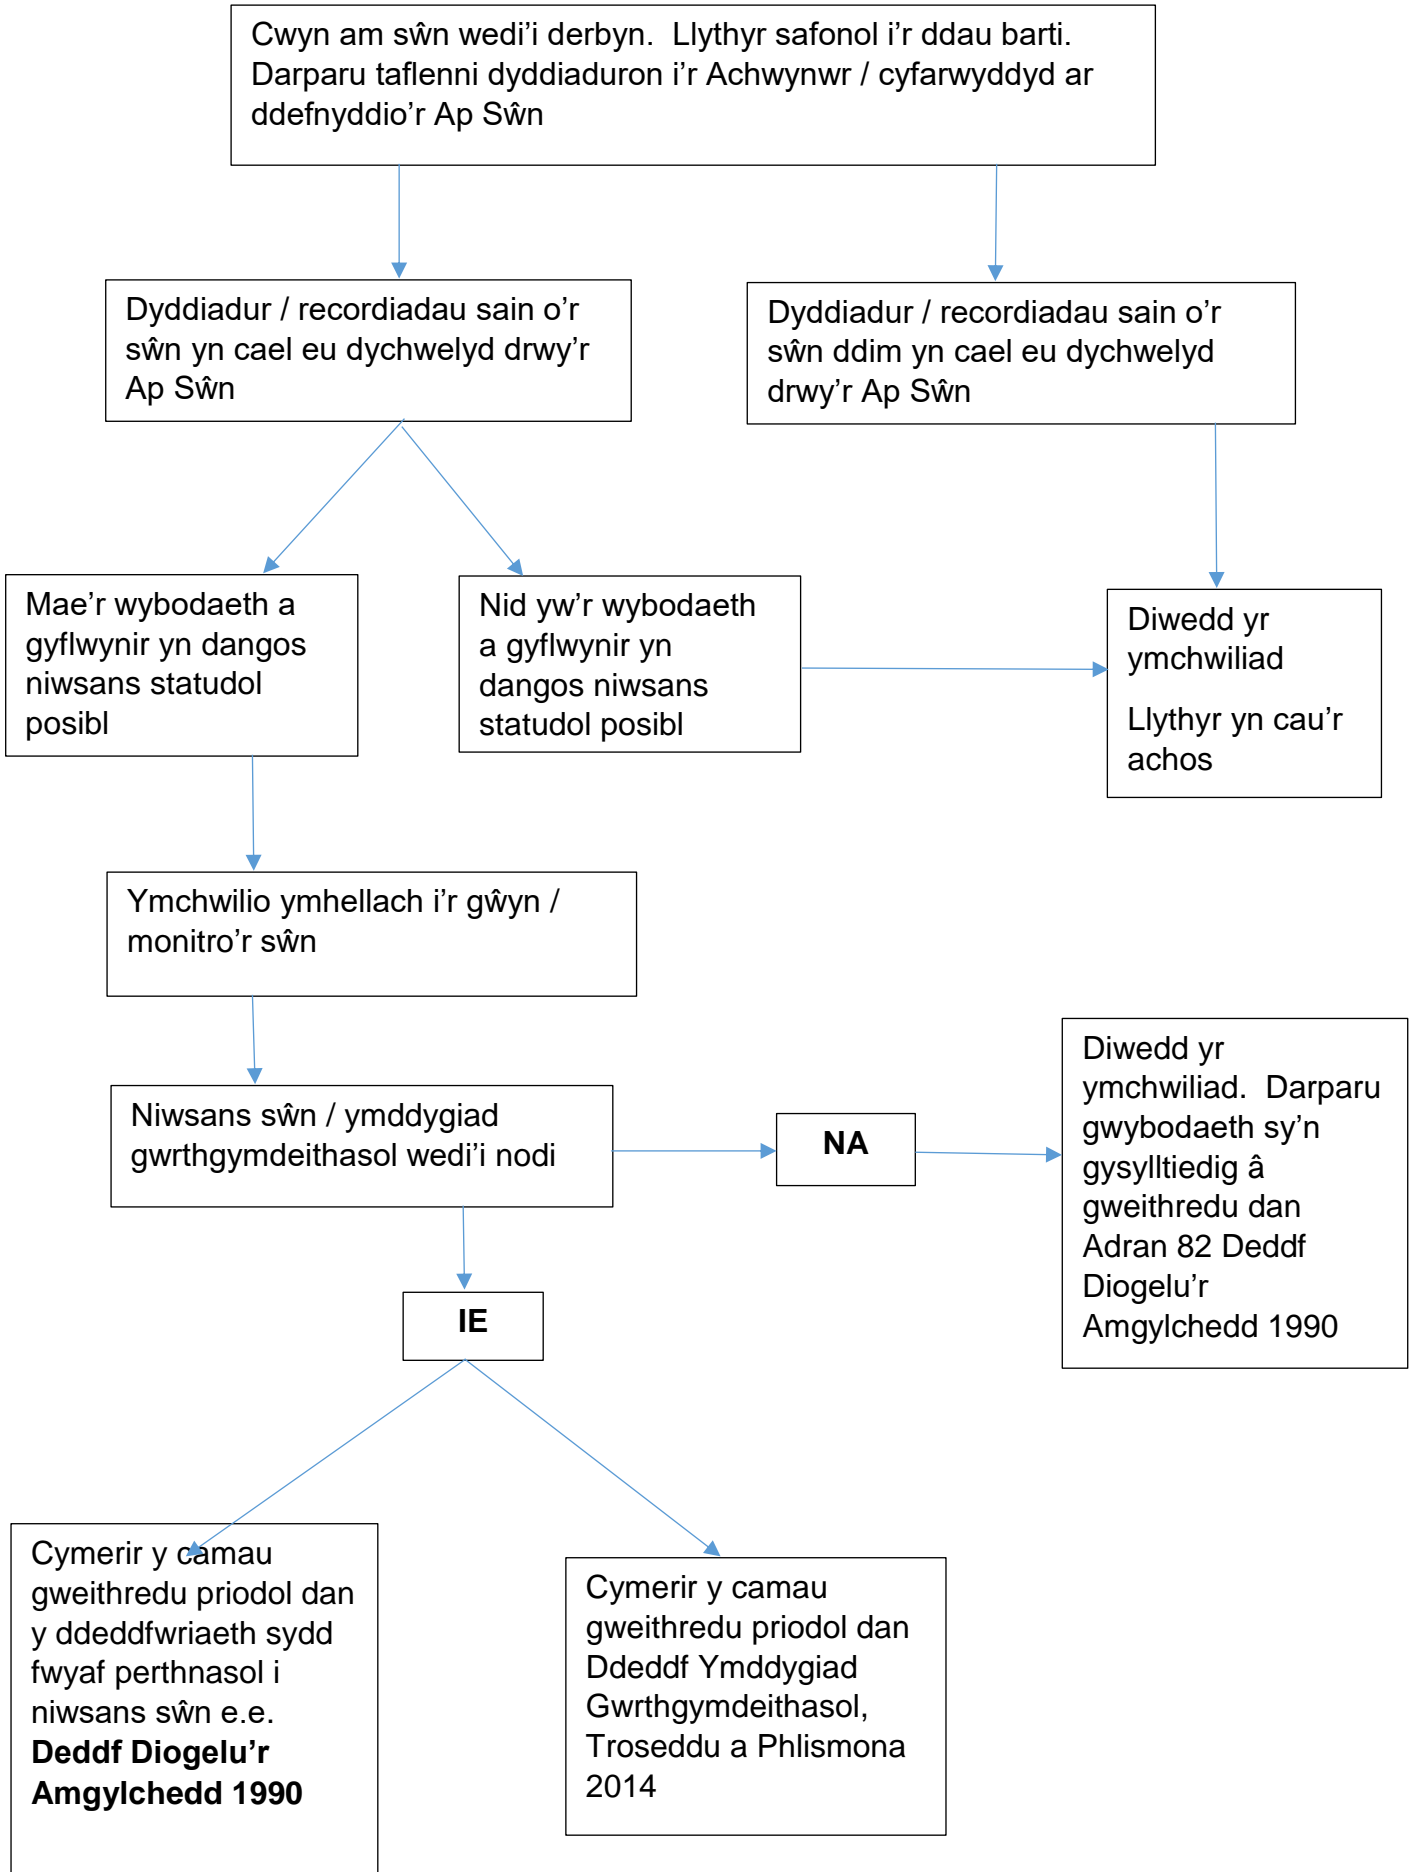 Cwyn am sŵn wedi’i derbyn.  Llythyr safonol i’r ddau barti.
Darparu taflenni dyddiaduron i’r Achwynwr / cyfarwyddyd ar
ddefnyddio’r Ap Sŵn
Dyddiadur / recordiadau sain o’r
sŵn yn cael eu dychwelyd drwy’r
Ap Sŵn
Dyddiadur / recordiadau sain o’r
sŵn ddim yn cael eu dychwelyd
drwy’r Ap Sŵn
Mae’r wybodaeth a
gyflwynir yn dangos
niwsans statudol
posibl
Nid yw’r wybodaeth
a gyflwynir yn
dangos niwsans
statudol posibl
Diwedd yr
ymchwiliad
Llythyr yn cau’r
achos
Ymchwilio ymhellach i’r gŵyn /
monitro’r sŵn
Niwsans sŵn / ymddygiad
gwrthgymdeithasol wedi’i nodi
NA
Diwedd yr
ymchwiliad.  Darparu
gwybodaeth sy’n
gysylltiedig â
gweithredu dan
Adran 82 Deddf
Diogelu’r
Amgylchedd 1990
IE
Cymerir y camau
gweithredu priodol dan
y ddeddfwriaeth sydd
fwyaf perthnasol i
niwsans sŵn e.e.
Deddf Diogelu’r
Amgylchedd 1990
Cymerir y camau
gweithredu priodol dan
Ddeddf Ymddygiad
Gwrthgymdeithasol,
Troseddu a Phlismona
2014